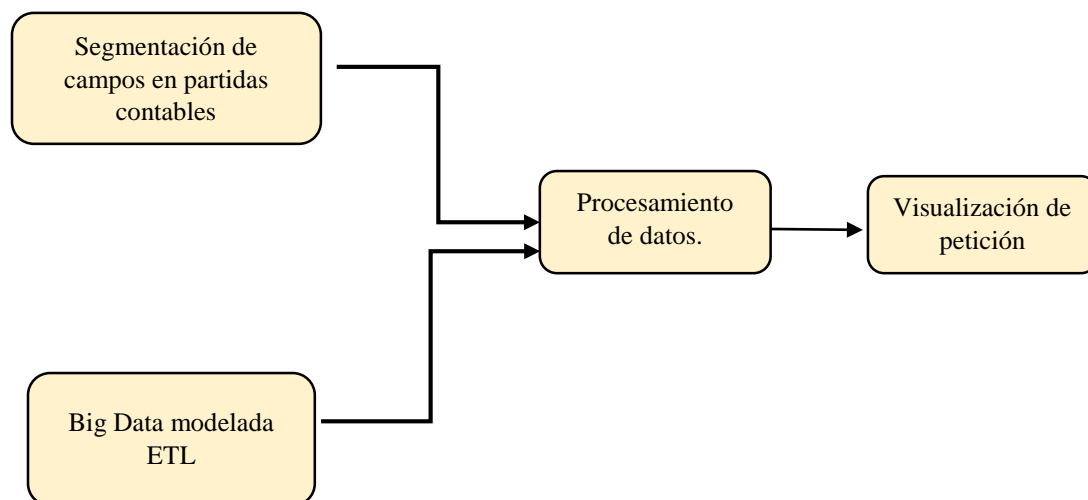 Segmentación de
campos en partidas
contables
Procesamiento
de datos.
Visualización de
petición
Big Data modelada
ETL